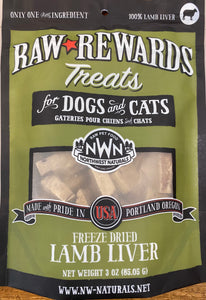 ONLY ONE INGREDIENT
100% LAMB LIVER
RAW★REWARDS
Treats
for DOGS and CATS
GATERIES POUR CHIENS and CHATS
RAW PET FOOD
NWN
NORTHWEST NATURALS
MADE with PRIDE IN USA PORTLAND OREGON
FREEZE DRIED
LAMB LIVER
NET WEIGHT 3 OZ (85.05 G)
WWW.NW-NATURALS.NET